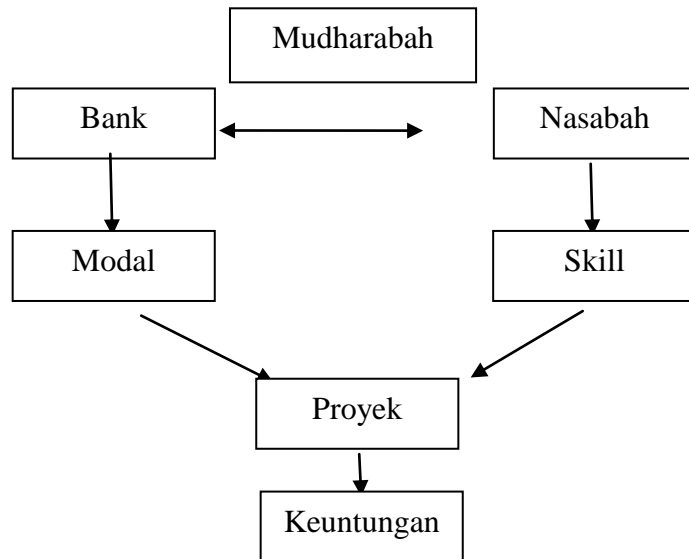 Mudharabah
Bank
Nasabah
Modal
Skill
Proyek
Keuntungan